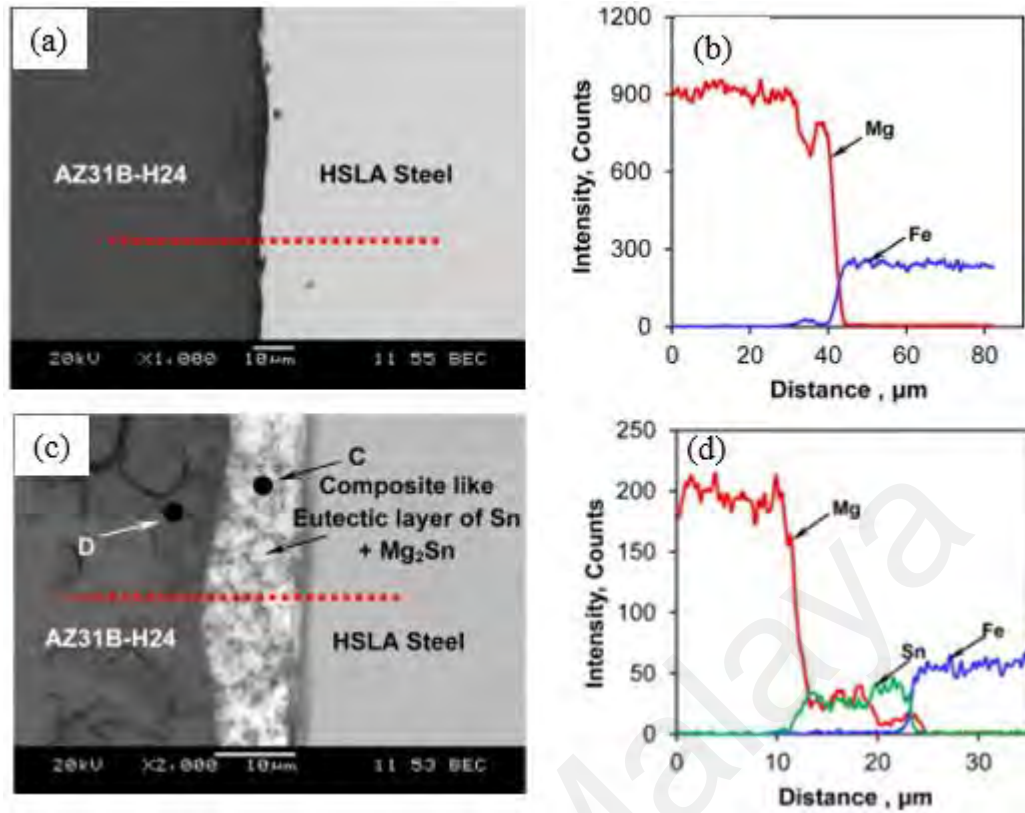 (a)
AZ31B-H24
HSLA Steel
20kV X1,000 10µm 11 55 BEC
(b)
1200
900
600
300
0
Intensity, Counts
Mg
Fe
0 20 40 60 80
Distance , µm
(c)
C
Composite like
Eutectic layer of Sn
+ Mg₂Sn
D
AZ31B-H24
HSLA Steel
20kV X2,000 10µm 11 53 BEC
(d)
250
200
150
100
50
0
Intensity, Counts
Mg
Sn
Fe
0 10 20 30
Distance , µm
Malaya